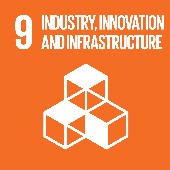 9 INDUSTRY, INNOVATION
AND INFRASTRUCTURE